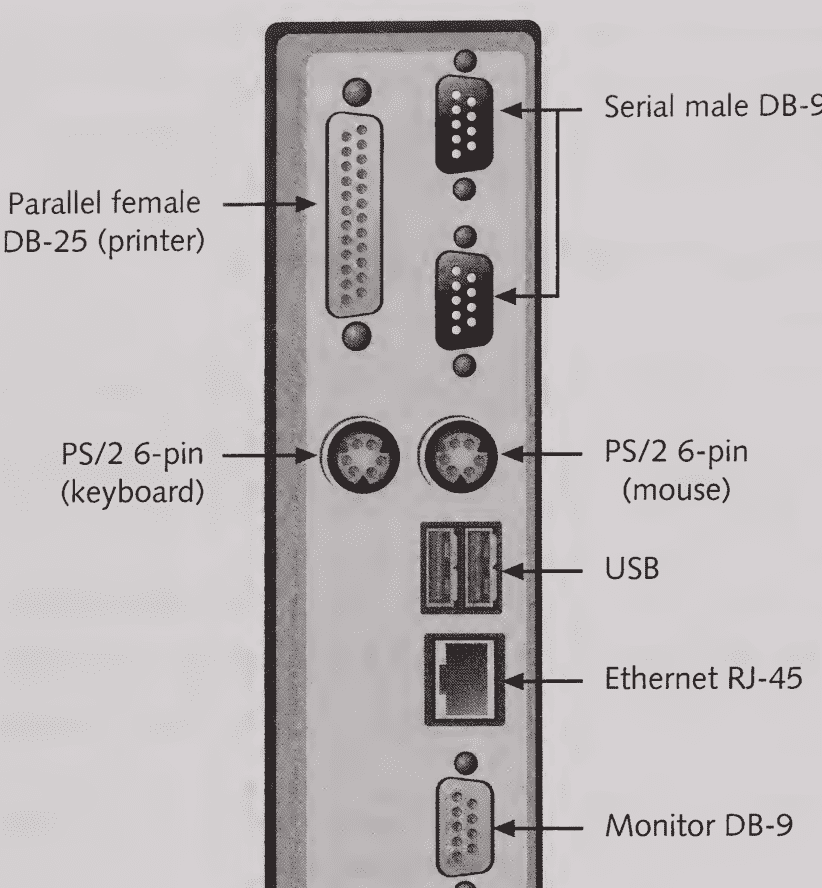 Serial male DB-9
Parallel female
DB-25 (printer)
PS/2 6-pin
(keyboard)
PS/2 6-pin
(mouse)
USB
Ethernet RJ-45
Monitor DB-9